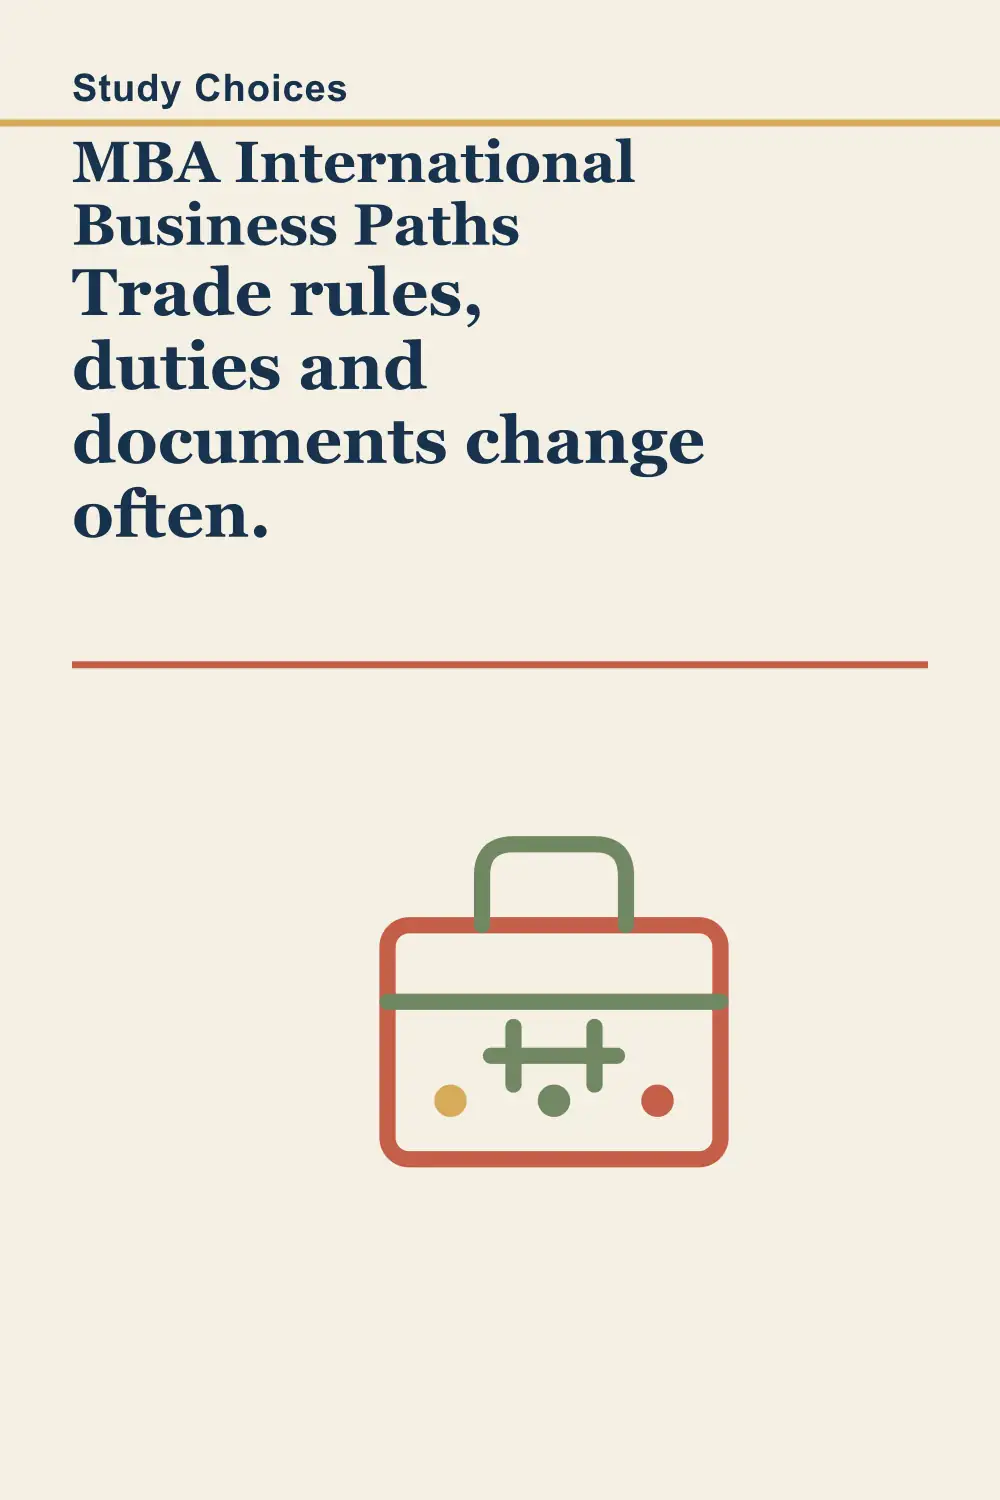 Study Choices
MBA International
Business Paths
Trade rules,
duties and
documents change
often.